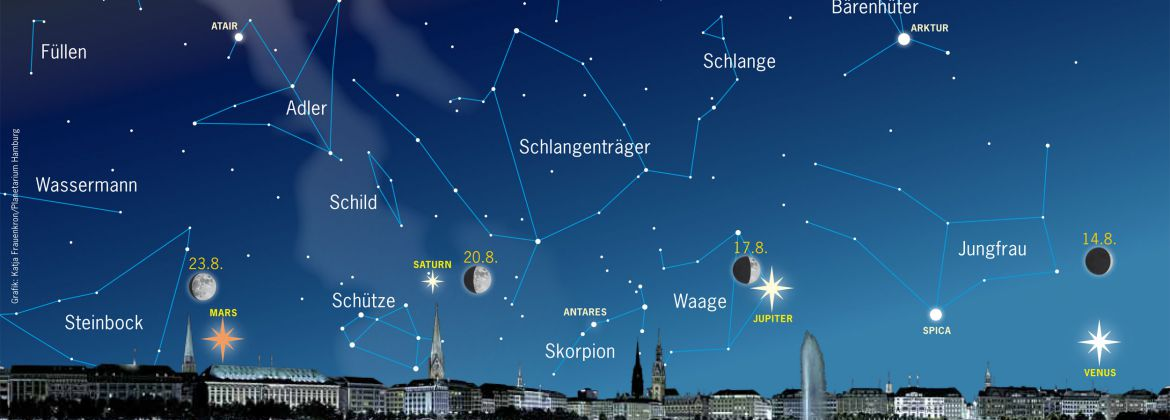 Bärenhüter
ATAIR
ARKTUR
Füllen
Schlange
Adler
Schlangenträger
Wassermann
Schild
Jungfrau
14.8.
17.8.
20.8.
23.8.
SATURN
Schütze
Waage
Steinbock
MARS
ANTARES
JUPITER
SPICA
Skorpion
VENUS
Grafik: Katja Frauenkron/Planetarium Hamburg